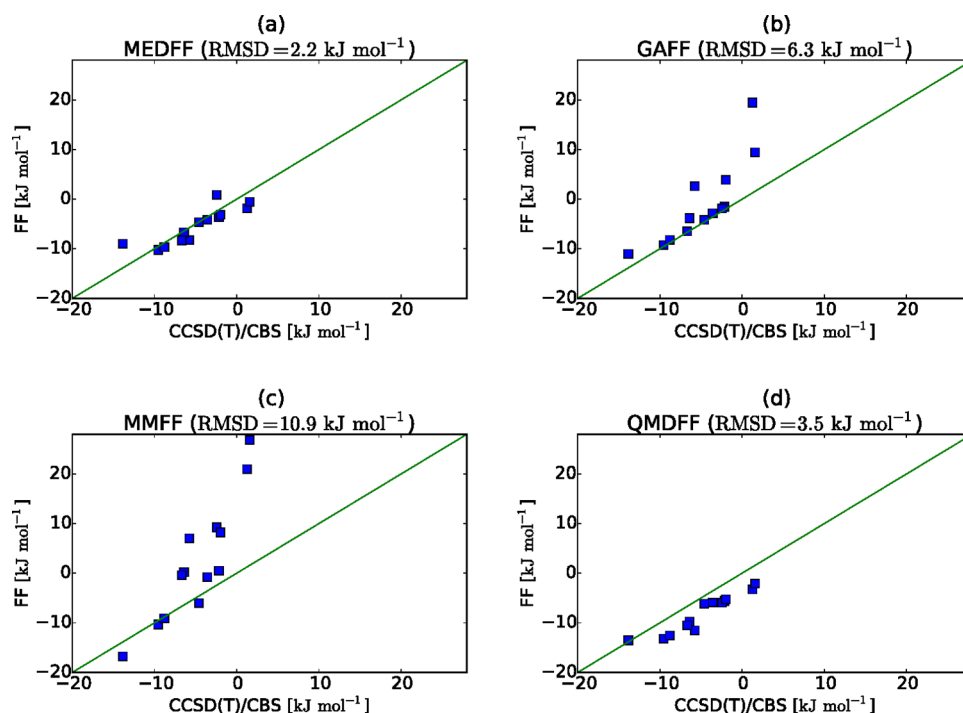 (a)
MEDFF (RMSD=2.2 kJ mol⁻¹)
20
10
0
−10
−20
−20 −10 0 10 20
FF [kJ mol⁻¹]
CCSD(T)/CBS [kJ mol⁻¹]
(b)
GAFF (RMSD=6.3 kJ mol⁻¹)
20
10
0
−10
−20
−20 −10 0 10 20
FF [kJ mol⁻¹]
CCSD(T)/CBS [kJ mol⁻¹]
(c)
MMFF (RMSD=10.9 kJ mol⁻¹)
20
10
0
−10
−20
−20 −10 0 10 20
FF [kJ mol⁻¹]
CCSD(T)/CBS [kJ mol⁻¹]
(d)
QMDFF (RMSD=3.5 kJ mol⁻¹)
20
10
0
−10
−20
−20 −10 0 10 20
FF [kJ mol⁻¹]
CCSD(T)/CBS [kJ mol⁻¹]